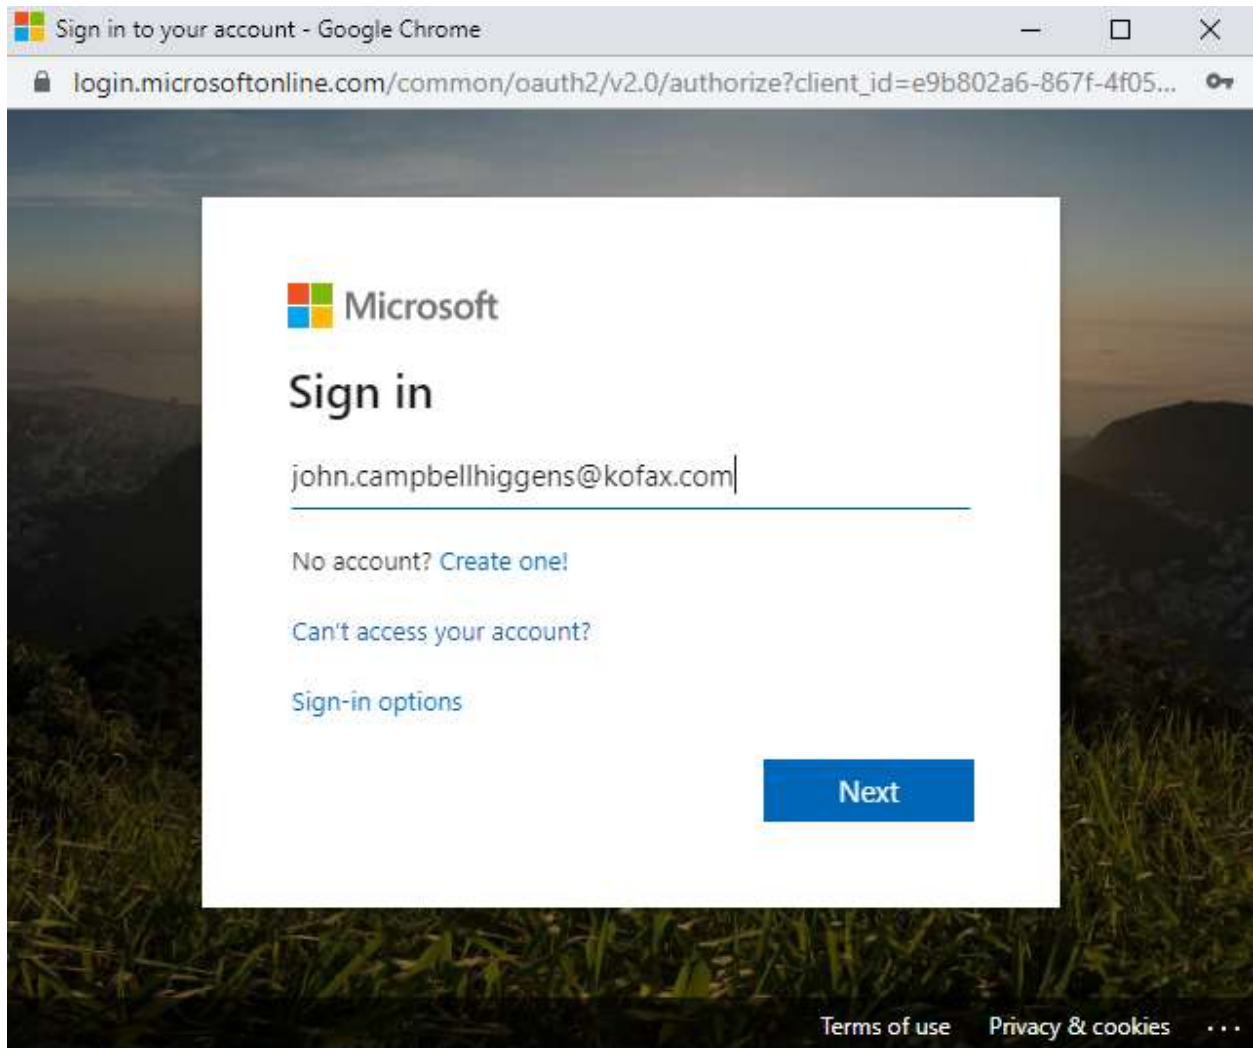 Sign in to your account - Google Chrome
login.microsoftonline.com/common/oauth2/v2.0/authorize?client_id=e9b802a6-867f-4f05...
Microsoft
Sign in
john.campbellhiggens@kofax.com
No account? Create one!
Can't access your account?
Sign-in options
Next
Terms of use Privacy & cookies ...